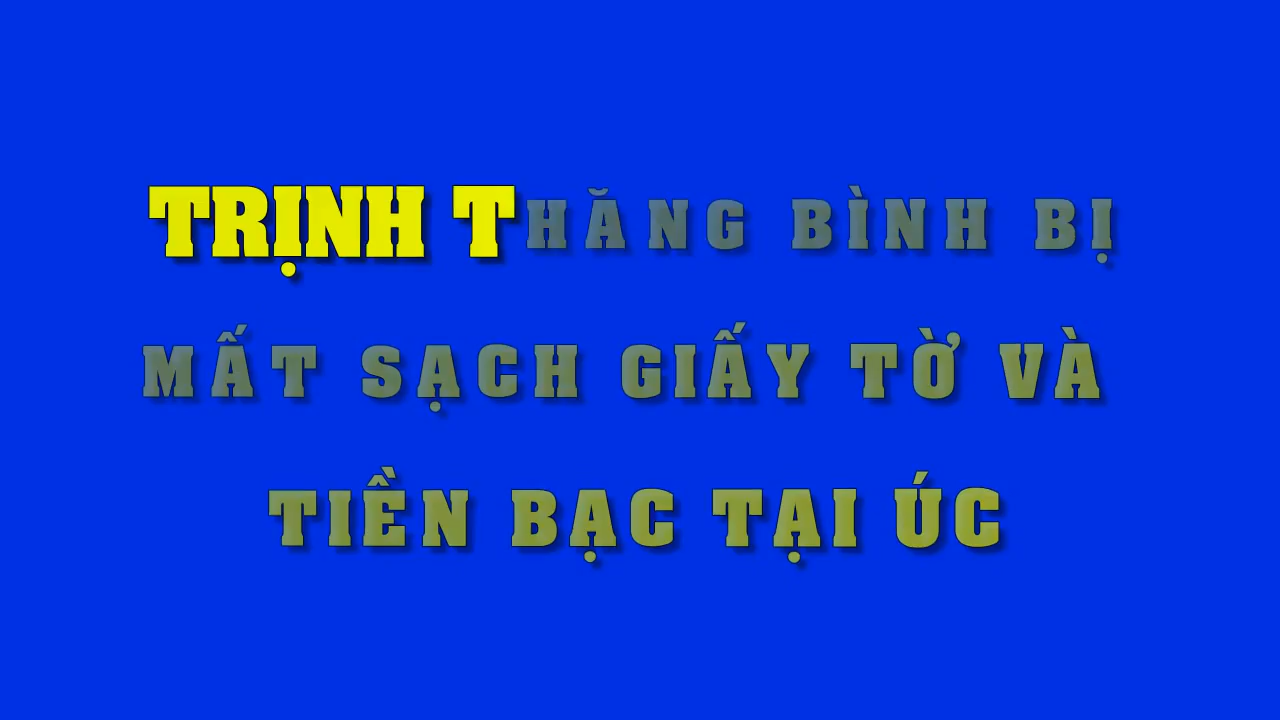 TRỊNH THĂNG BÌNH BỊ
MẤT SẠCH GIẤY TỜ VÀ
TIỀN BẠC TẠI ÚC